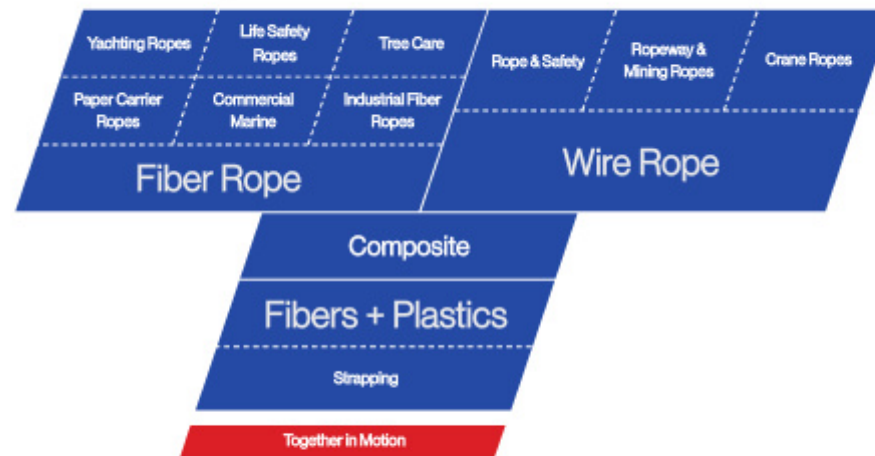 Yachting Ropes
Life Safety
Ropes
Tree Care
Rope & Safety
Ropeway &
Mining Ropes
Crane Ropes
Paper Carrier
Ropes
Commercial
Marine
Industrial Fiber
Ropes
Fiber Rope
Wire Rope
Composite
Fibers + Plastics
Strapping
Together in Motion